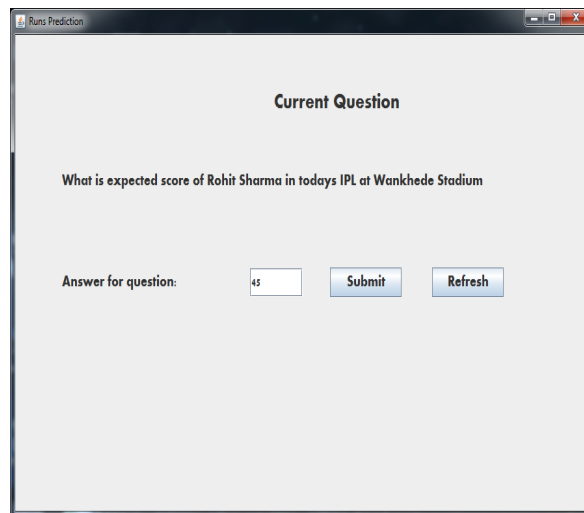 Runs Prediction
Current Question
What is expected score of Rohit Sharma in todays IPL at Wankhede Stadium
Answer for question: 45 Submit Refresh